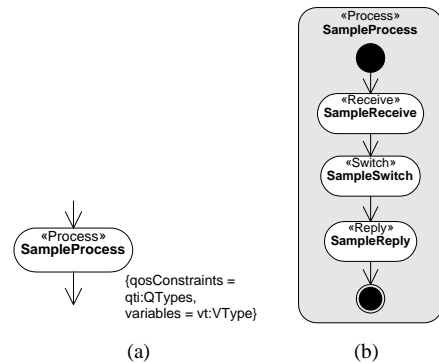 «Process»
SampleProcess
{qosConstraints =
qti:QTypes,
variables = vt:VType}
(a)
«Process»
SampleProcess
«Receive»
SampleReceive
«Switch»
SampleSwitch
«Reply»
SampleReply
(b)